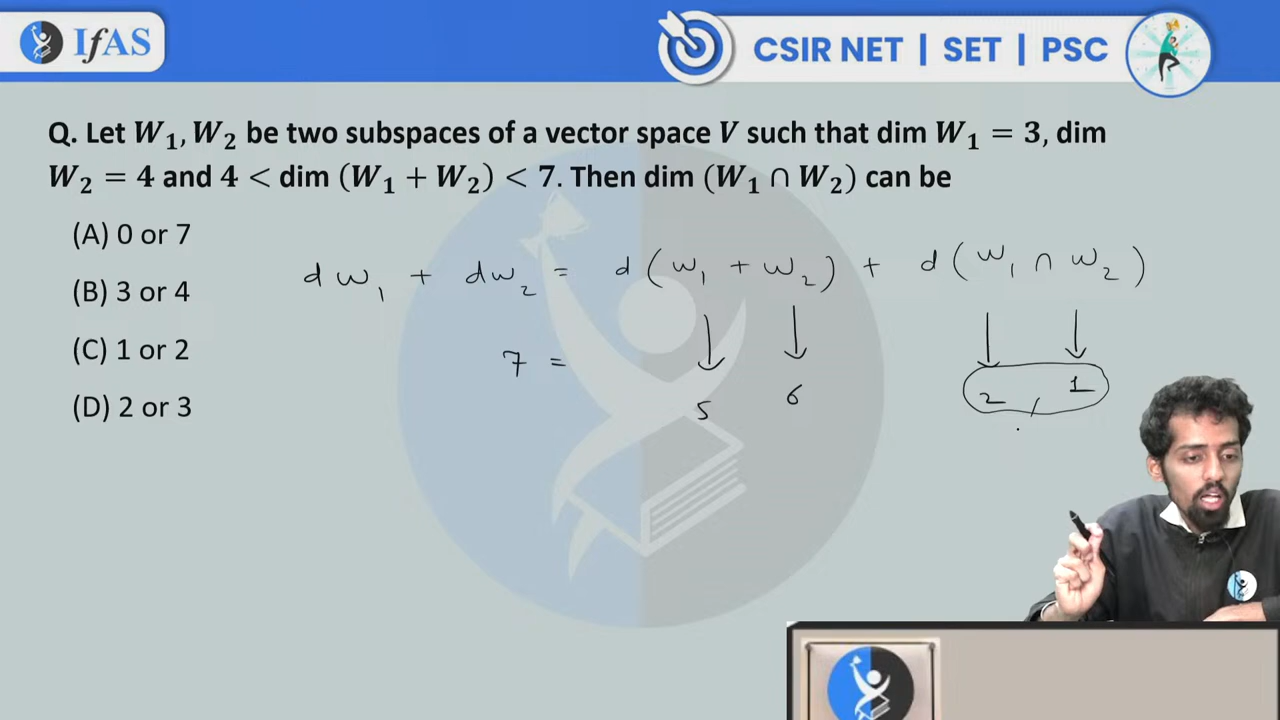 IfAS
CSIR NET | SET | PSC
Q. Let W₁, W₂ be two subspaces of a vector space V such that dim W₁ = 3, dim
W₂ = 4 and 4 < dim (W₁ + W₂) < 7. Then dim (W₁ ∩ W₂) can be
(A) 0 or 7
(B) 3 or 4
(C) 1 or 2
(D) 2 or 3
dw₁ + dw₂ = d(w₁ + w₂) + d(w₁ ∩ w₂)
↓ ↓ ↓ ↓
7 =
5 6 2 , 1